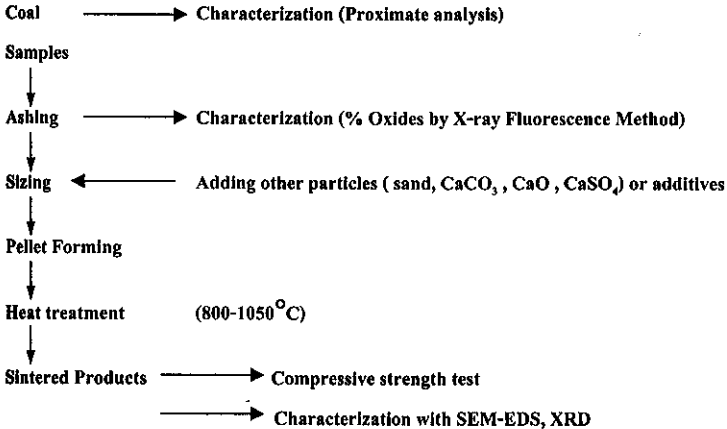 Coal Characterization (Proximate analysis)
Samples
Ashing Characterization (% Oxides by X-ray Fluorescence Method)
Sizing Adding other particles ( sand, CaCO₃ , CaO , CaSO₄) or additives
Pellet Forming
Heat treatment (800-1050°C)
Sintered Products Compressive strength test
Characterization with SEM-EDS, XRD